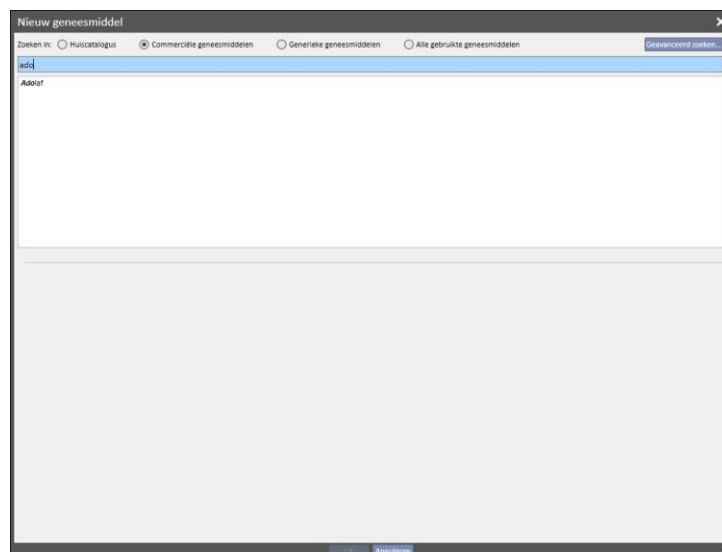 Nieuw geneesmiddel
Zoeken in: Huiscatalogus Commerciële geneesmiddelen Generieke geneesmiddelen Alle gebruikte geneesmiddelen Geavanceerd zoeken...
ado
Adolaf
Annuleren